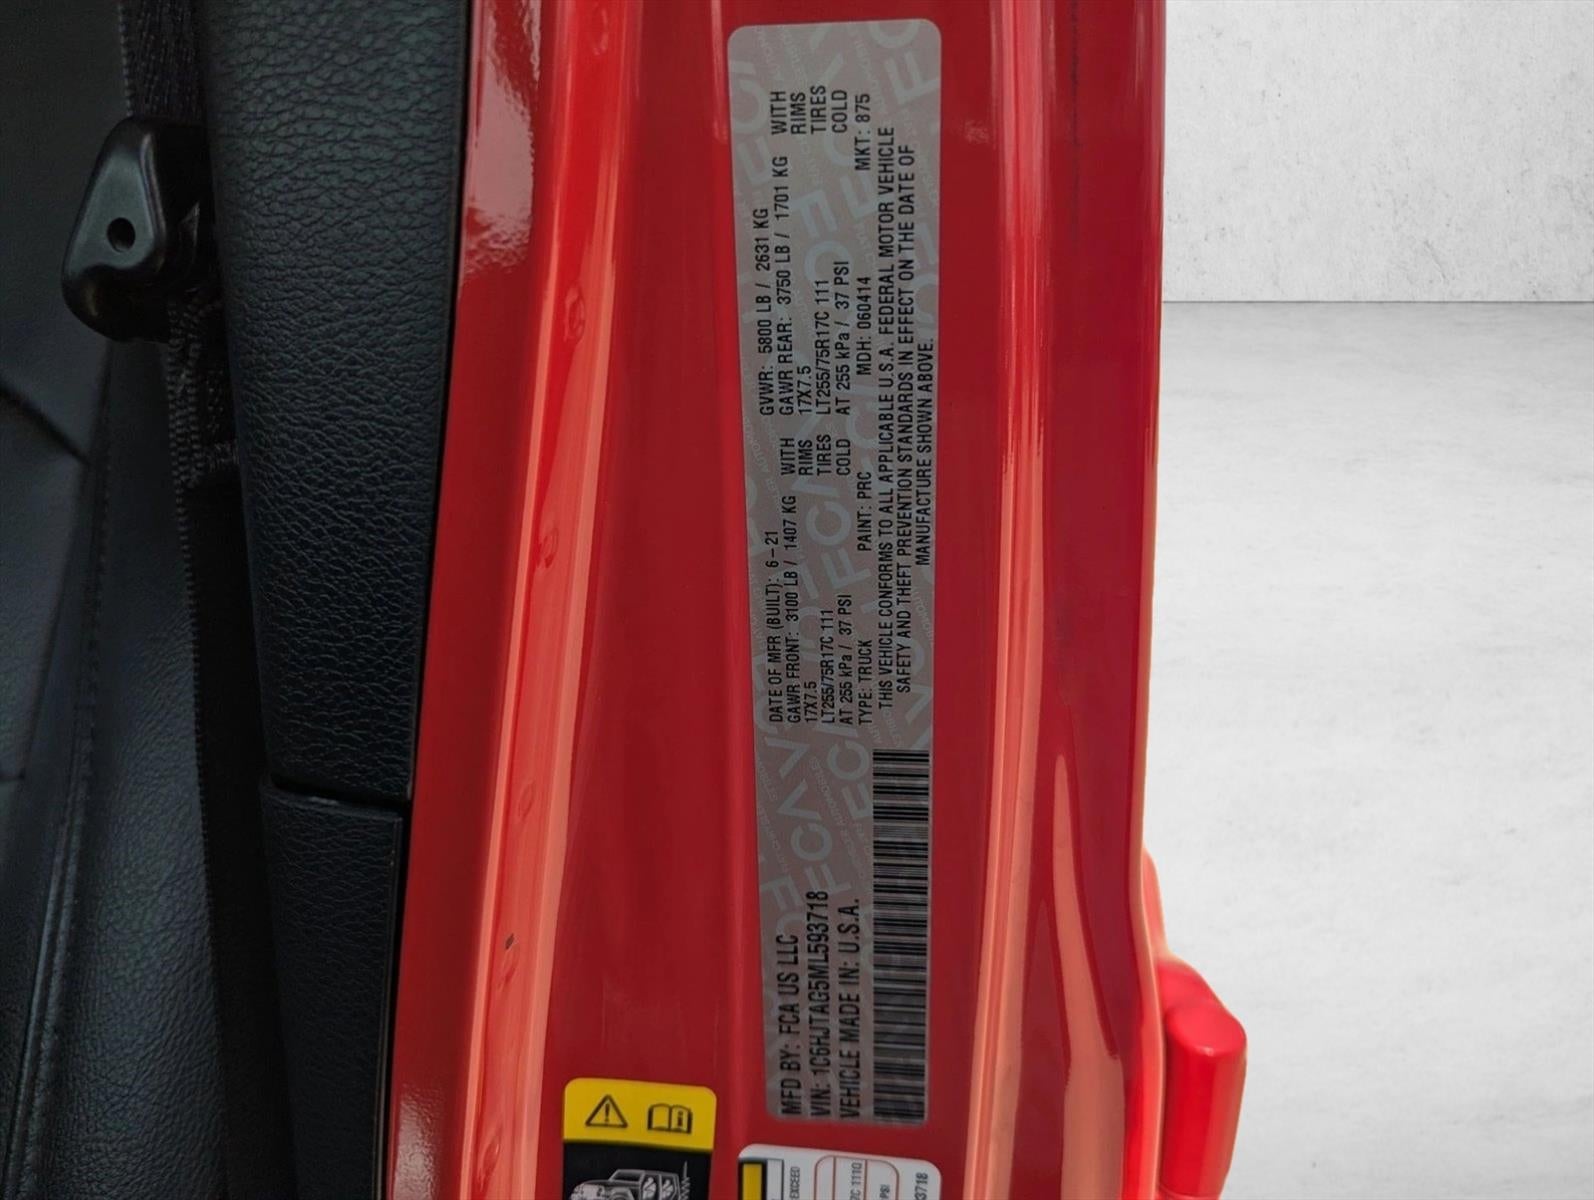 MFD BY: FCA US LLC
VIN: 1C6HJTAG5ML593718
VEHICLE MADE IN: U.S.A.
DATE OF MFR (BUILT): 6-21 GVWR: 5800 LB / 2631 KG
GAWR FRONT: 3100 LB / 1407 KG WITH GAWR REAR: 3750 LB / 1701 KG WITH
17X7.5 RIMS 17X7.5 RIMS
LT255/75R17C 111 TIRES LT255/75R17C 111 TIRES
AT 255 kPa / 37 PSI COLD AT 255 kPa / 37 PSI COLD
TYPE: TRUCK PAINT: PRC MDH: 060414 MKT: 875
THIS VEHICLE CONFORMS TO ALL APPLICABLE U.S.A. FEDERAL MOTOR VEHICLE
SAFETY AND THEFT PREVENTION STANDARDS IN EFFECT ON THE DATE OF
MANUFACTURE SHOWN ABOVE.
FCA
EXCEED
PSI
93718